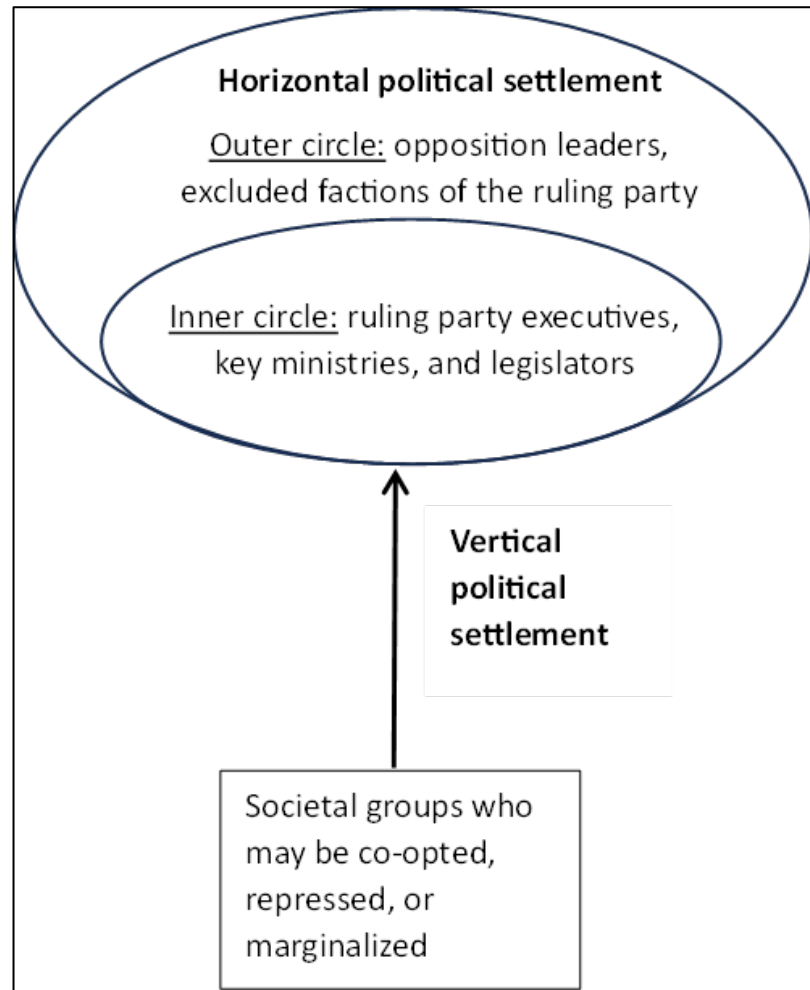 Horizontal political settlement
Outer circle: opposition leaders,
excluded factions of the ruling party
Inner circle: ruling party executives,
key ministries, and legislators
Vertical
political
settlement
Societal groups who
may be co-opted,
repressed, or
marginalized